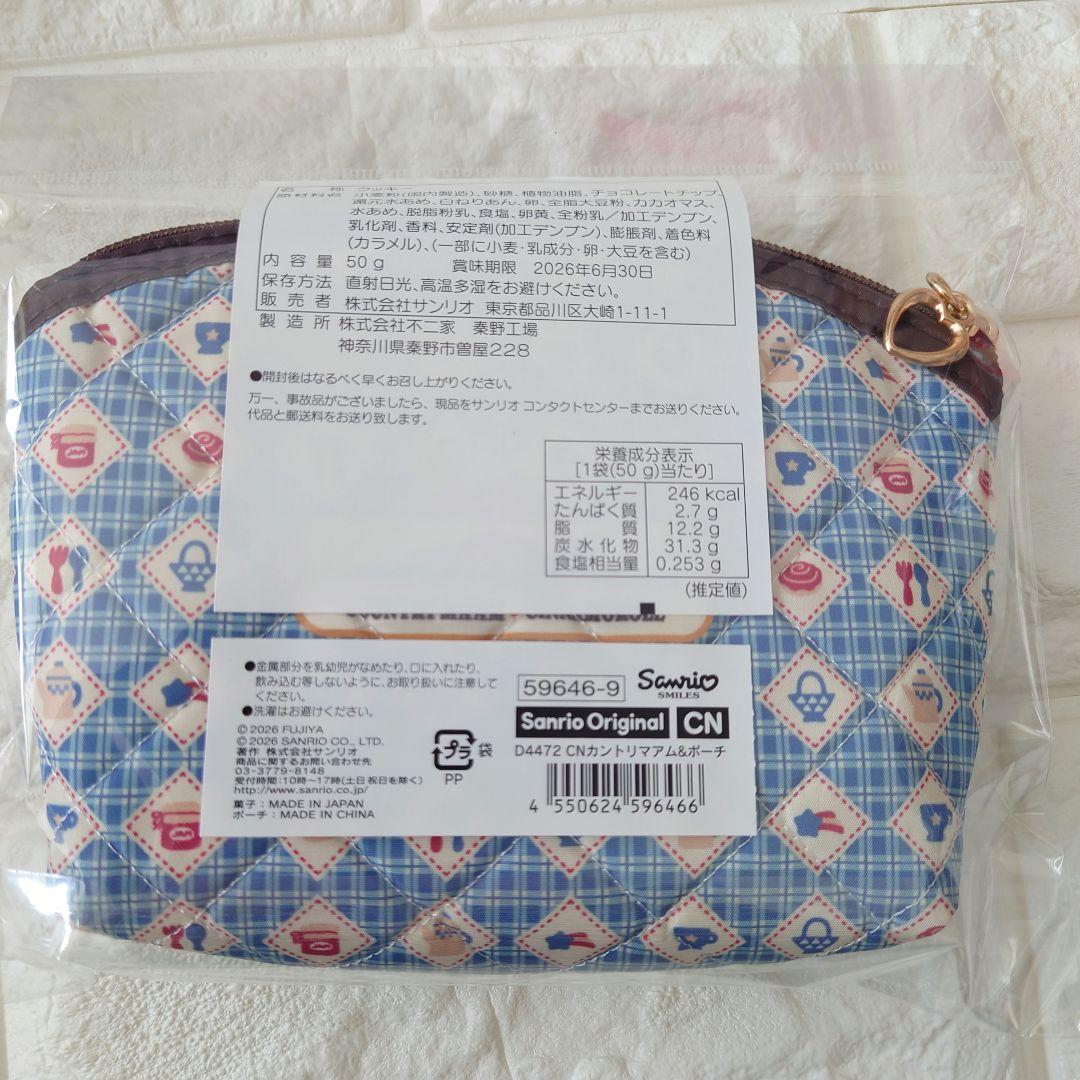 名 称 クッキー
原材料名 小麦粉(国内製造)、砂糖、植物油脂、チョコレートチップ
還元水あめ、白ねりあん、卵、全脂大豆粉、カカオマス、
水あめ、脱脂粉乳、食塩、卵黄、全粉乳/加工デンプン、
乳化剤、香料、安定剤(加工デンプン)、膨脹剤、着色料
(カラメル)、(一部に小麦・乳成分・卵・大豆を含む)
内容量 50g 賞味期限 2026年6月30日
保存方法 直射日光、高温多湿をお避けください。
販売者 株式会社サンリオ 東京都品川区大崎1-11-1
製造所 株式会社不二家 秦野工場
神奈川県秦野市曽屋228
●開封後はなるべく早くお召し上がりください。
万一、事故品がございましたら、現品をサンリオ コンタクトセンターまでお送りください。
代品と郵送料をお送り致します。
栄養成分表示
[1袋(50g)当たり]
エネルギー 246 kcal
たんぱく質 2.7 g
脂質 12.2 g
炭水化物 31.3 g
食塩相当量 0.253 g
(推定値)
●金属部分を乳幼児がなめたり、口に入れたり、
飲み込む等しないように、お取り扱いに注意して
ください。
●洗濯はお避けください。
© 2026 FUJIYA
© 2026 SANRIO CO., LTD.
著作 株式会社サンリオ
商品に関するお問い合わせ先
03-3779-8148
受付時間:10時～17時(土日祝日を除く)
http://www.sanrio.co.jp/
菓子:MADE IN JAPAN
ポーチ:MADE IN CHINA
プラ 袋
PP
59646-9
Sanrio
SMILES
Sanrio Original CN
D4472 CNカントリマアム&ポーチ
4 550624 596466